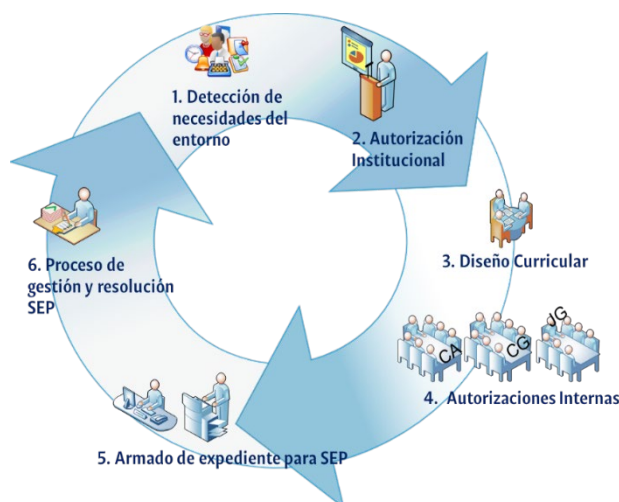 1. Detección de
necesidades del
entorno
2. Autorización
Institucional
3. Diseño Curricular
CA
CG
JG
4. Autorizaciones Internas
5. Armado de expediente para SEP
6. Proceso de
gestión y resolución
SEP